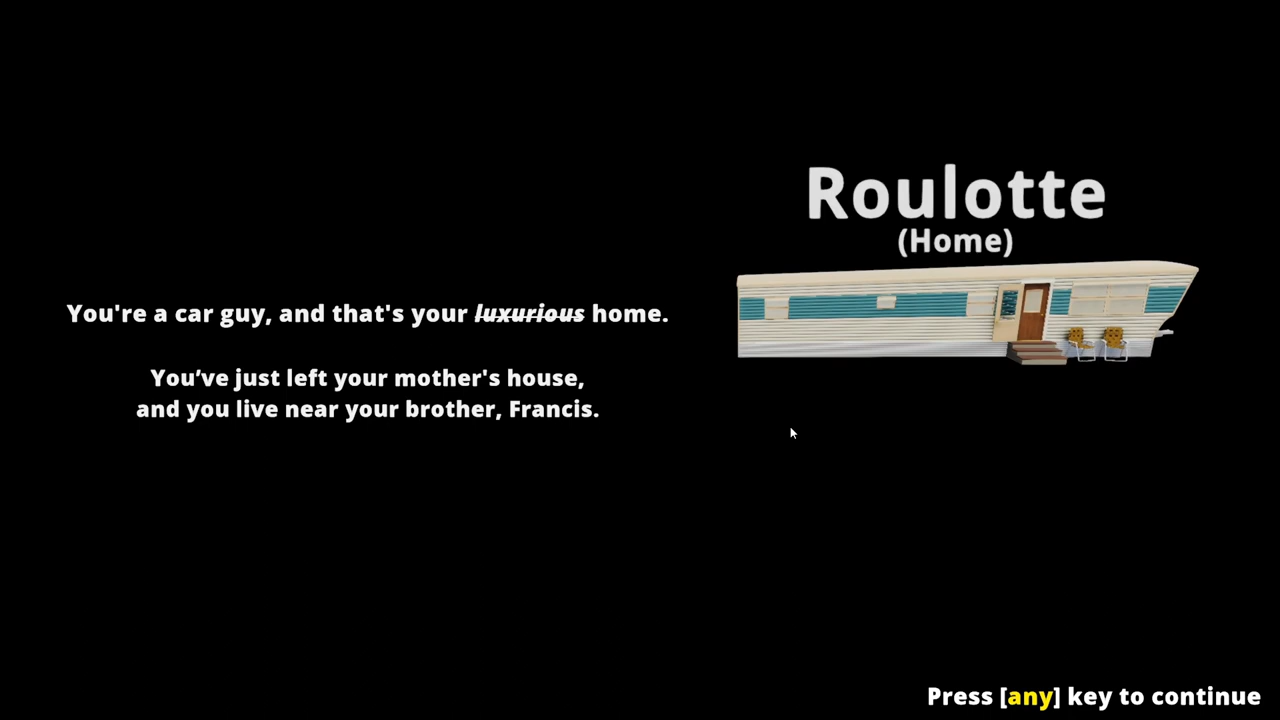 Roulotte
(Home)
You're a car guy, and that's your luxurious home.
You’ve just left your mother's house,
and you live near your brother, Francis.
Press [any] key to continue